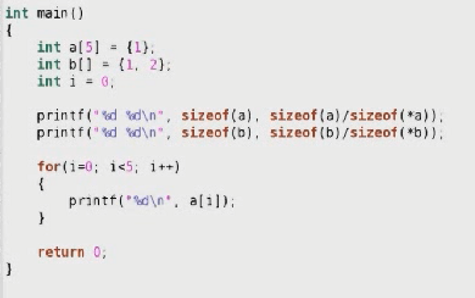 int main()
{
    int a[5] = {1};
    int b[] = {1, 2};
    int i = 0;

    printf("%d %d\n", sizeof(a), sizeof(a)/sizeof(*a));
    printf("%d %d\n", sizeof(b), sizeof(b)/sizeof(*b));

    for(i=0; i<5; i++)
    {
        printf("%d\n", a[i]);
    }

    return 0;
}